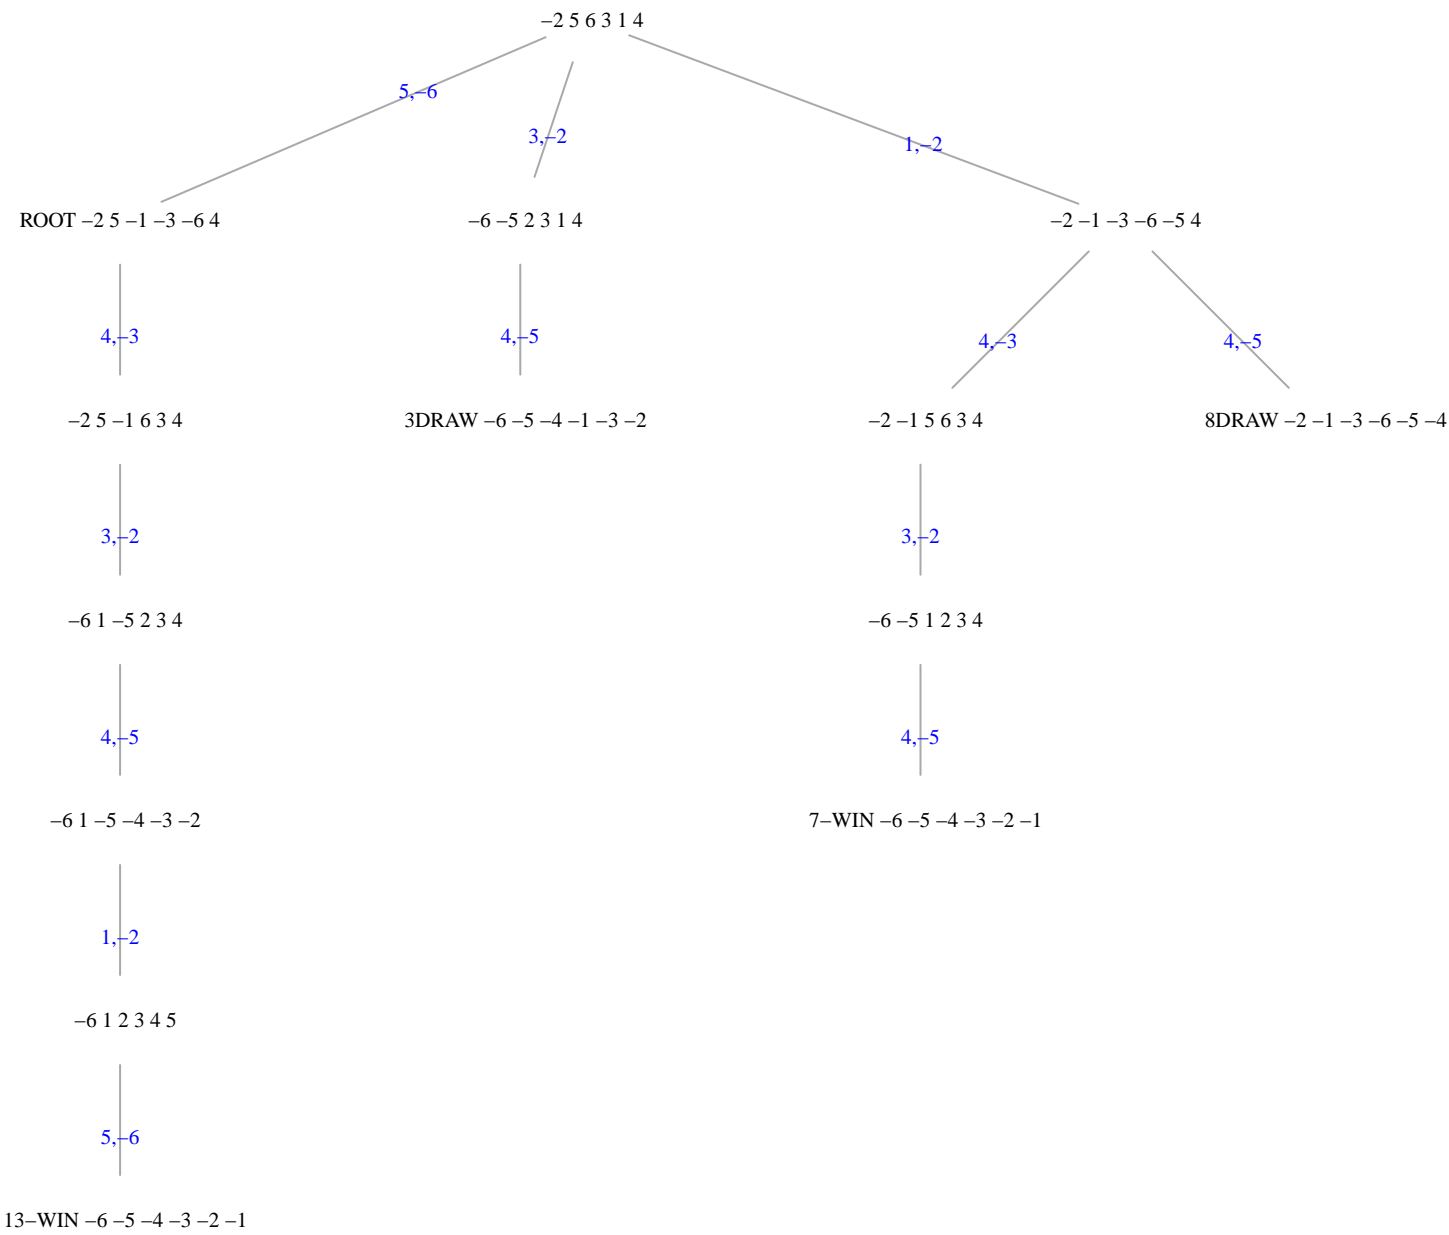 −2 5 6 3 1 4
5,−6
3,−2
1,−2
ROOT −2 5 −1 −3 −6 4
−6 −5 2 3 1 4
−2 −1 −3 −6 −5 4
4,−3
4,−5
4,−3
4,−5
−2 5 −1 6 3 4
3DRAW −6 −5 −4 −1 −3 −2
−2 −1 5 6 3 4
8DRAW −2 −1 −3 −6 −5 −4
3,−2
3,−2
−6 1 −5 2 3 4
−6 −5 1 2 3 4
4,−5
4,−5
−6 1 −5 −4 −3 −2
7−WIN −6 −5 −4 −3 −2 −1
1,−2
−6 1 2 3 4 5
5,−6
13−WIN −6 −5 −4 −3 −2 −1